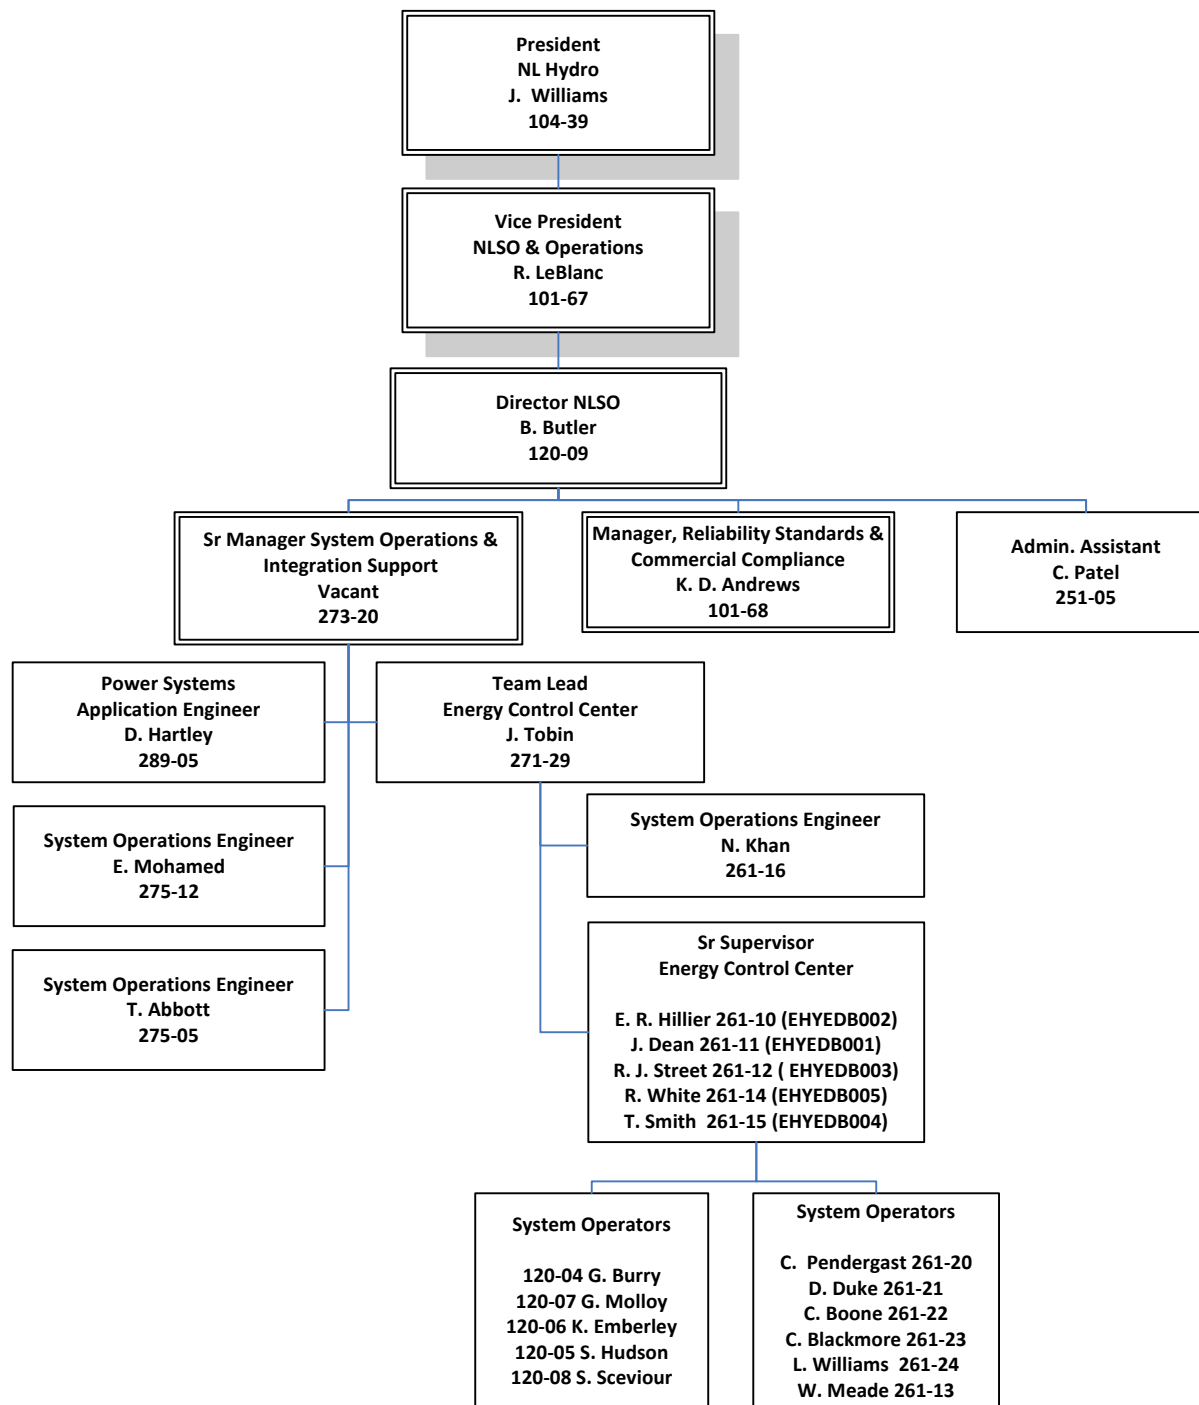 President
NL Hydro
J. Williams
104-39
Vice President
NLSO & Operations
R. LeBlanc
101-67
Director NLSO
B. Butler
120-09
Sr Manager System Operations &
Integration Support
Vacant
273-20
Manager, Reliability Standards &
Commercial Compliance
K. D. Andrews
101-68
Admin. Assistant
C. Patel
251-05
Power Systems
Application Engineer
D. Hartley
289-05
Team Lead
Energy Control Center
J. Tobin
271-29
System Operations Engineer
E. Mohamed
275-12
System Operations Engineer
N. Khan
261-16
System Operations Engineer
T. Abbott
275-05
Sr Supervisor
Energy Control Center
E. R. Hillier 261-10 (EHYEDB002)
J. Dean 261-11 (EHYEDB001)
R. J. Street 261-12 ( EHYEDB003)
R. White 261-14 (EHYEDB005)
T. Smith 261-15 (EHYEDB004)
System Operators
120-04 G. Burry
120-07 G. Molloy
120-06 K. Emberley
120-05 S. Hudson
120-08 S. Sceviour
System Operators
C. Pendergast 261-20
D. Duke 261-21
C. Boone 261-22
C. Blackmore 261-23
L. Williams 261-24
W. Meade 261-13